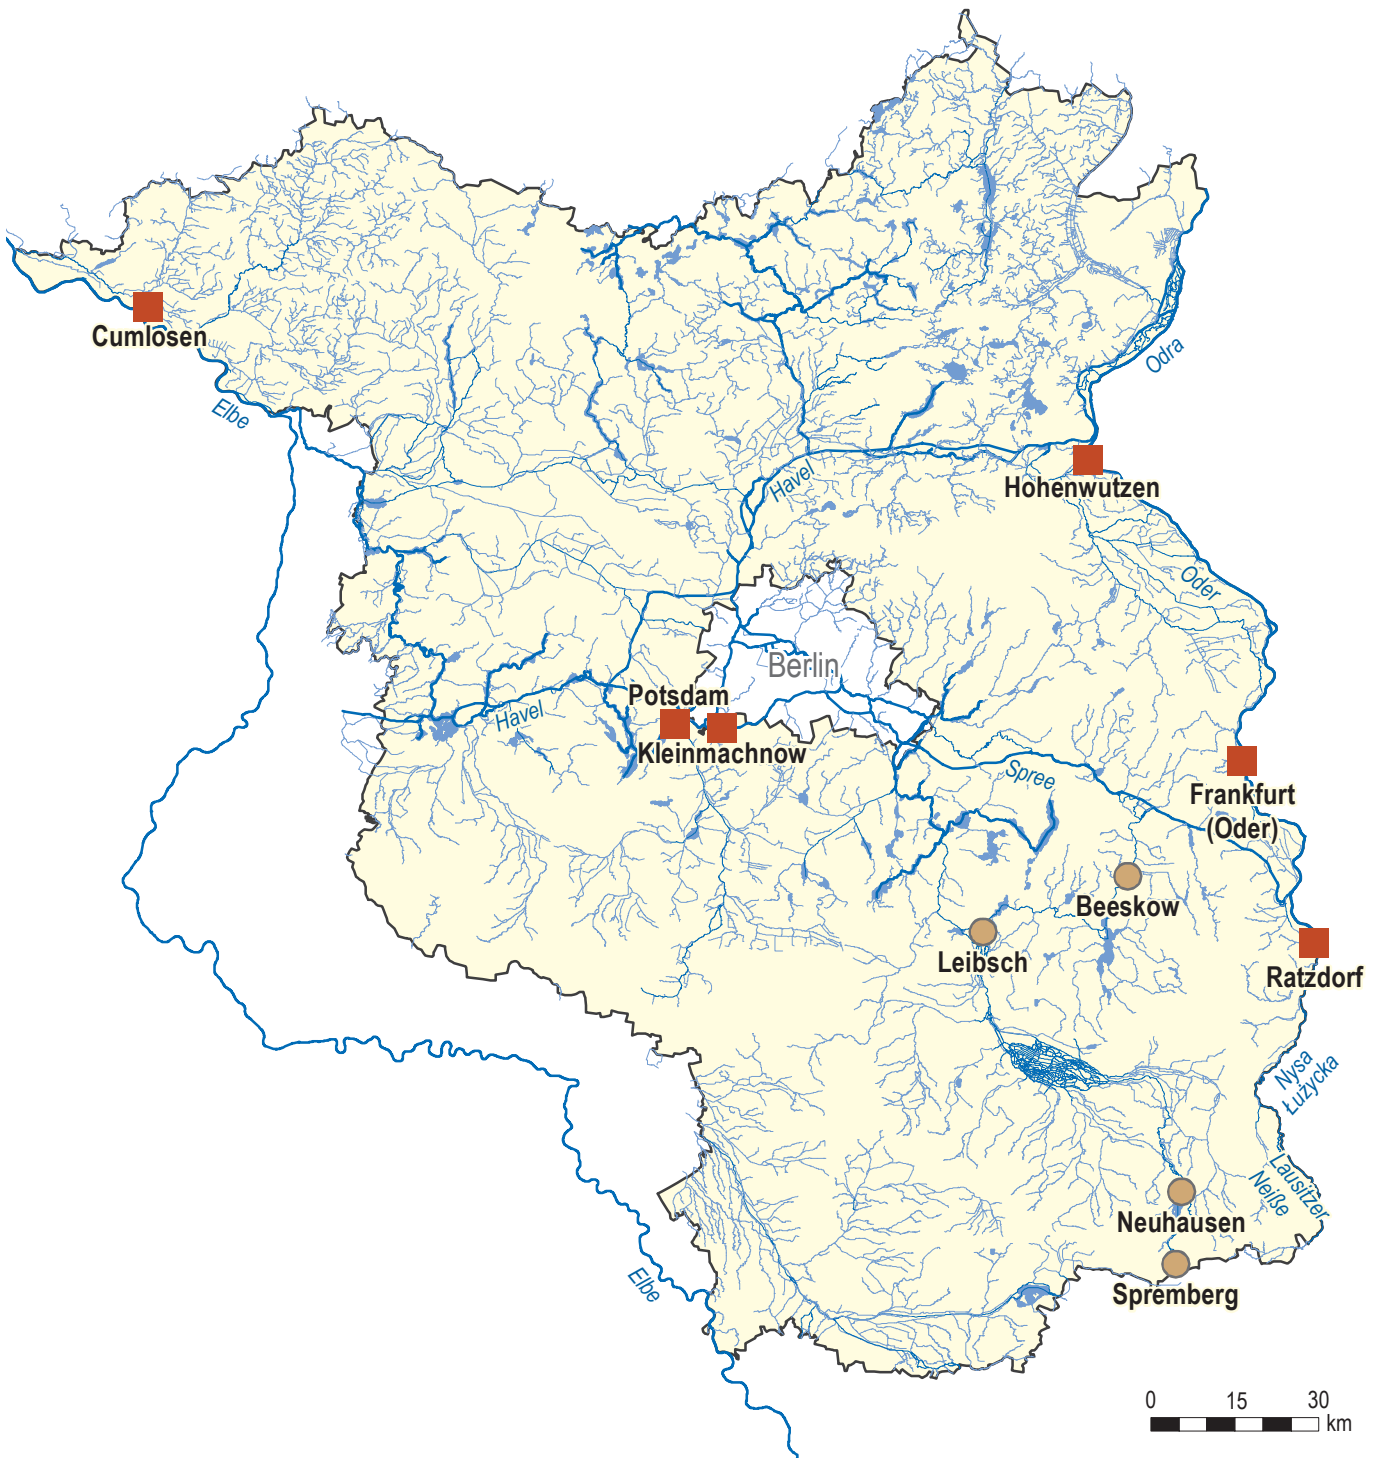 Cumlosen
Elbe
Odra
Havel
Hohenwutzen
Oder
Berlin
Potsdam
Havel
Kleinmachnow
Spree
Frankfurt
(Oder)
Beeskow
Leibsch
Ratzdorf
Nysa
Łużycka
Lausitzer
Neiße
Neuhausen
Elbe
Spremberg
0 15 30
km